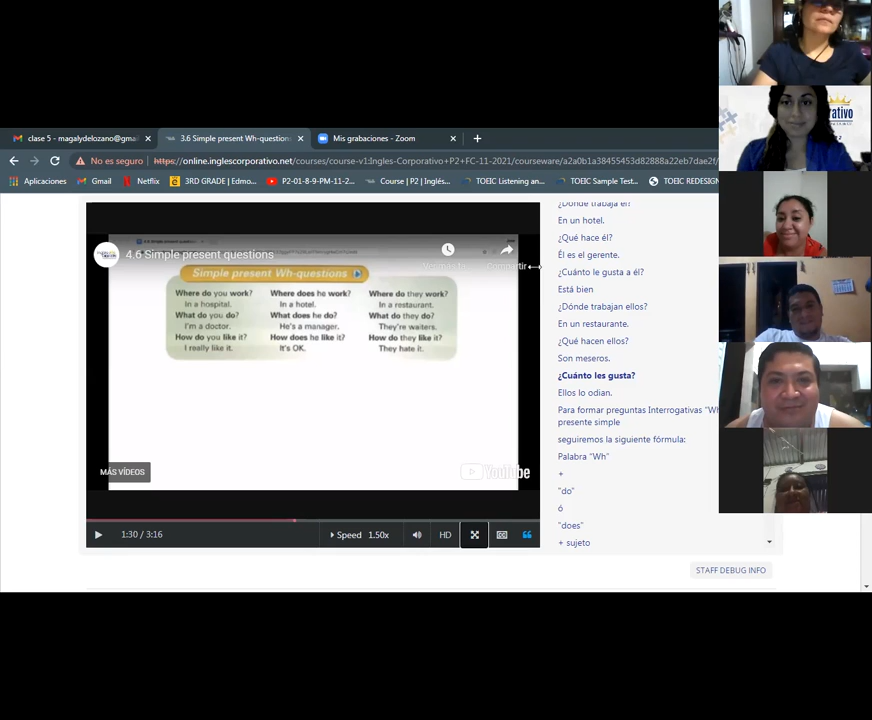 clase 5 - magalydelozano@gmai
3.6 Simple present Wh-questions
Mis grabaciones - Zoom
No es seguro
https://online.inglescorporativo.net/courses/course-v1:Ingles-Corporativo+P2+FC-11-2021/courseware/a2a0b1a38455453d82888a22eb7dae2f/
Aplicaciones
Gmail
Netflix
3RD GRADE | Edmo...
P2-01-8-9-PM-11-2...
Course | P2 | Inglés...
TOEIC Listening an...
TOEIC Sample Test...
TOEIC REDESIGN
4.6 Simple present questions
Compartir
Simple present Wh-questions
Where do you work?
In a hospital.
What do you do?
I'm a doctor.
How do you like it?
I really like it.
Where does he work?
In a hotel.
What does he do?
He's a manager.
How does he like it?
It's OK.
Where do they work?
In a restaurant.
What do they do?
They're waiters.
How do they like it?
They hate it.
MÁS VÍDEOS
YouTube
1:30 / 3:16
Speed 1.50x
HD
¿Dónde trabaja él?
En un hotel.
¿Qué hace él?
Él es el gerente.
¿Cuánto le gusta a él?
Está bien
¿Dónde trabajan ellos?
En un restaurante.
¿Qué hacen ellos?
Son meseros.
¿Cuánto les gusta?
Ellos lo odian.
Para formar preguntas Interrogativas "Wh
presente simple
seguiremos la siguiente fórmula:
Palabra "Wh"
+
"do"
ó
"does"
+ sujeto
STAFF DEBUG INFO